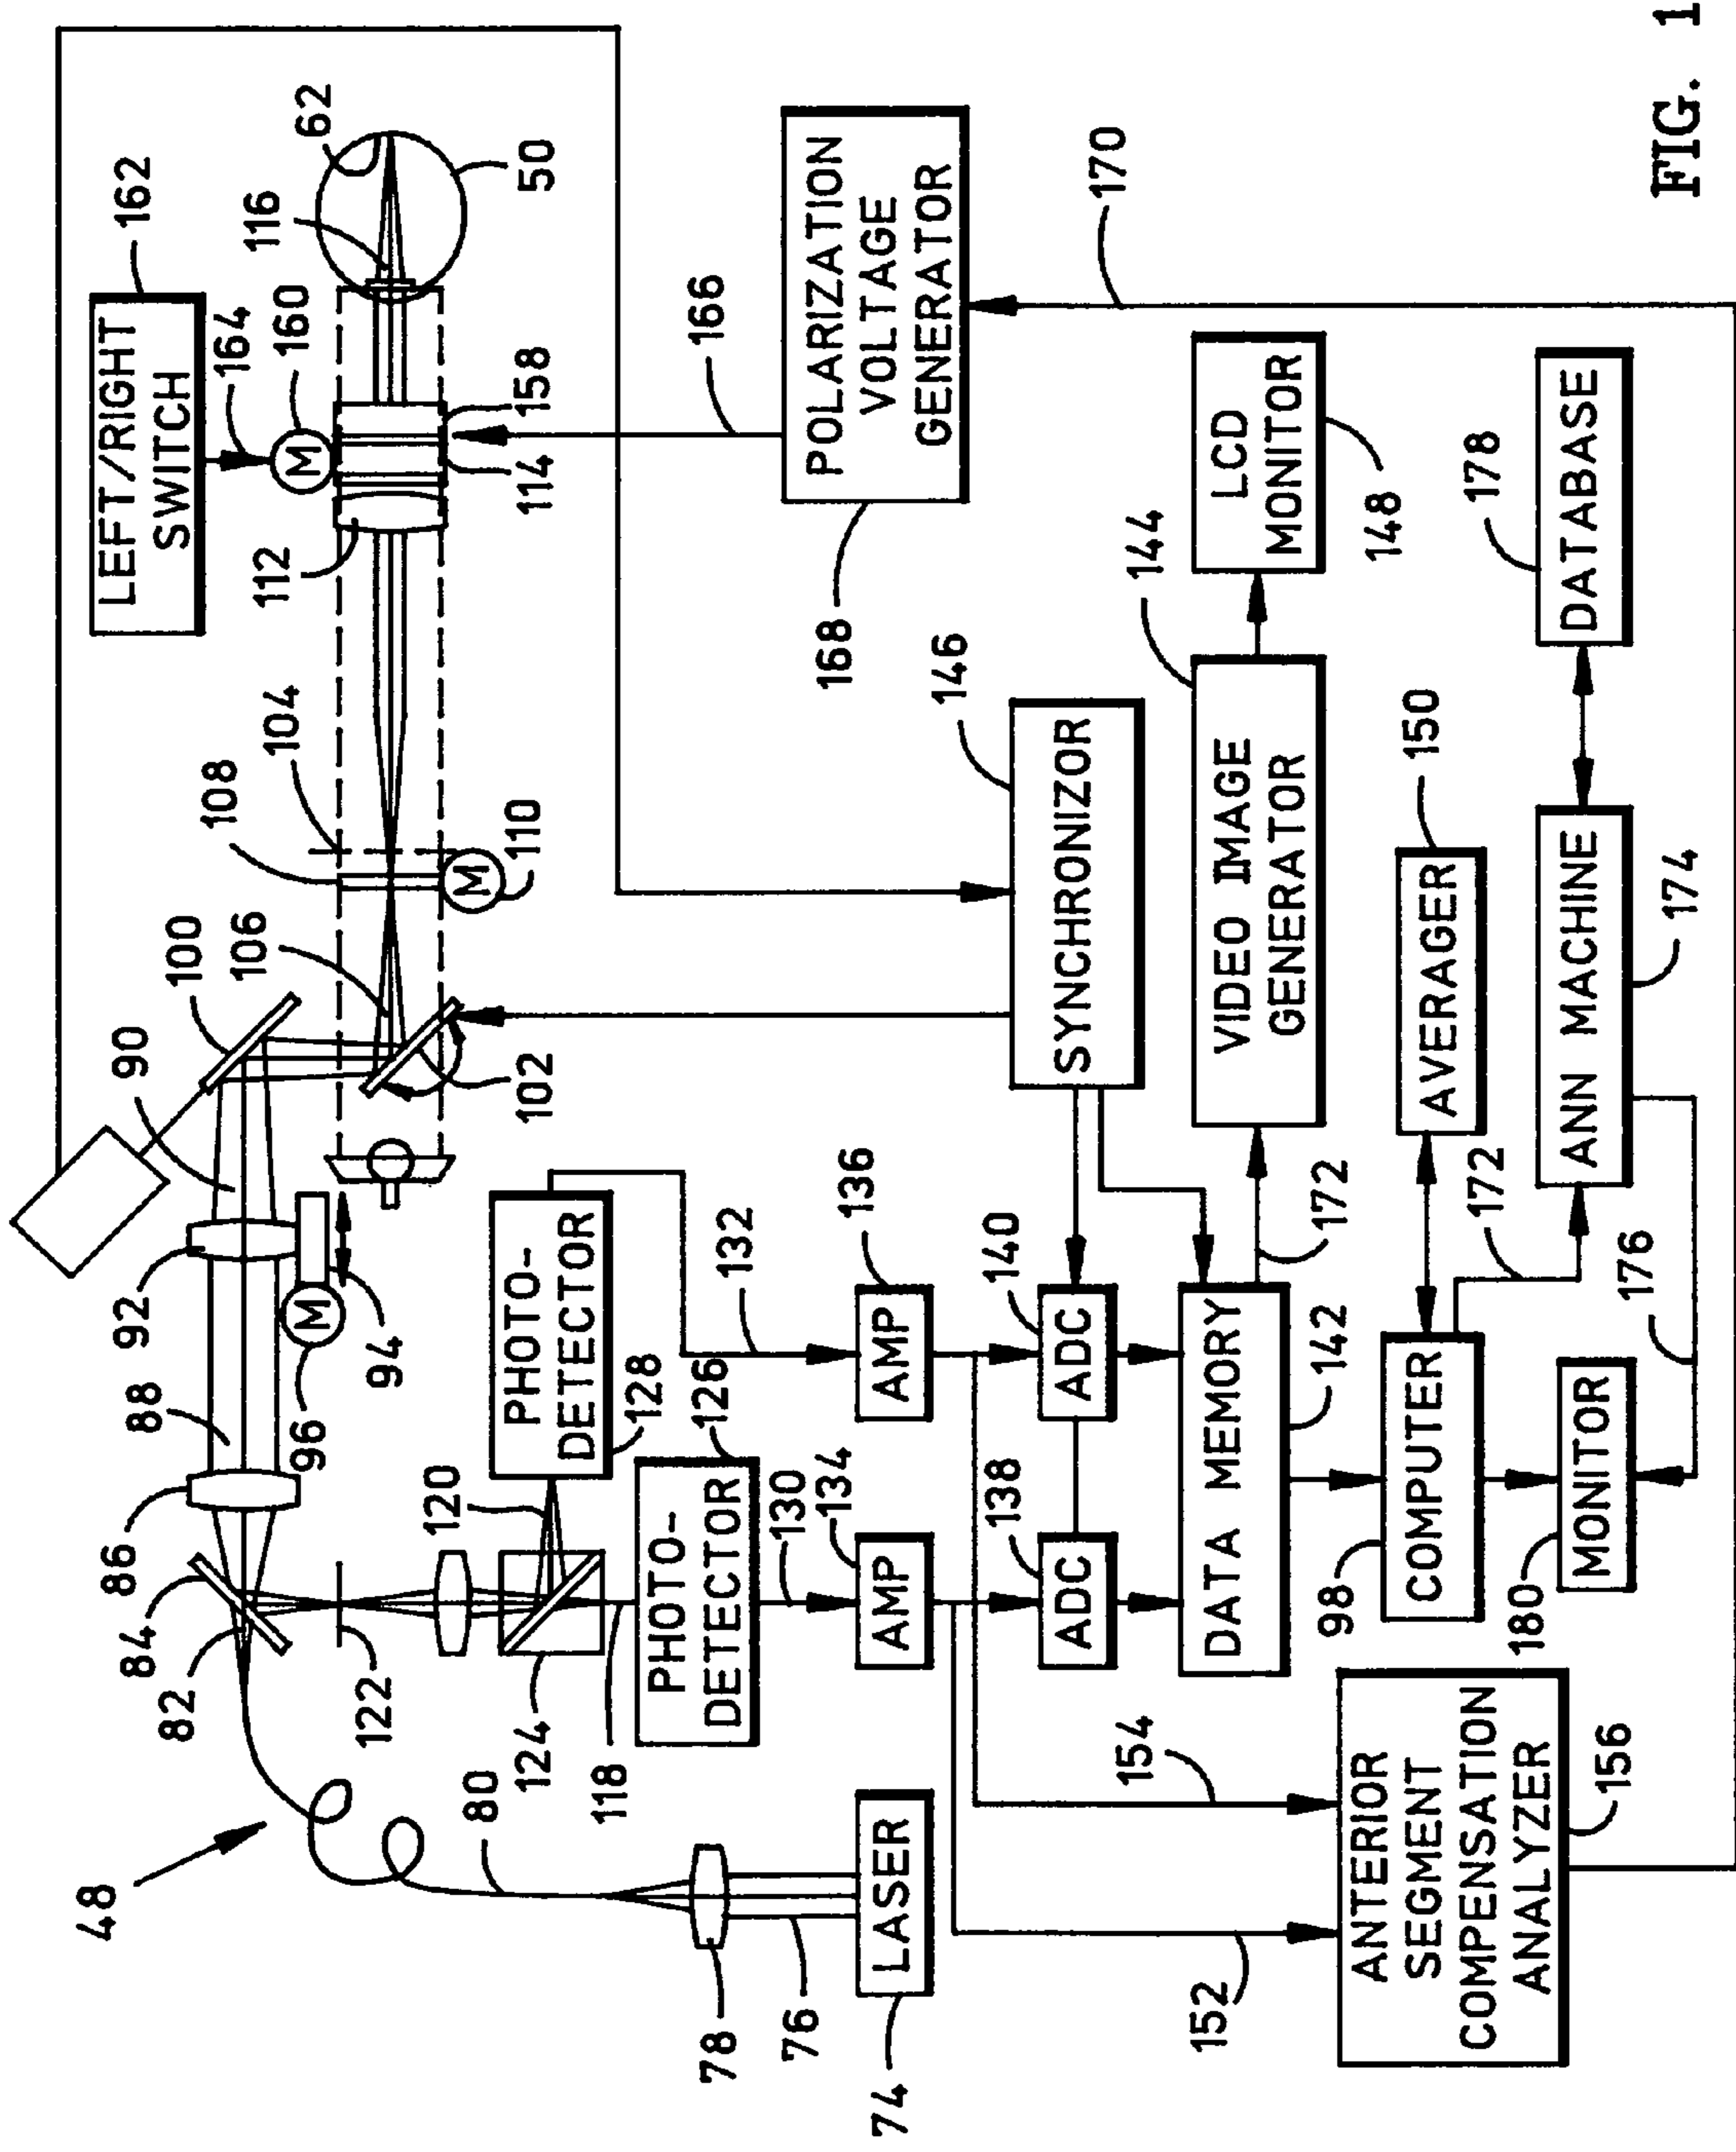 LEFT/RIGHT
SWITCH
162
164
160
M
116
62
50
112
114
158
166
POLARIZATION
VOLTAGE
GENERATOR
168
170
104
108
110
M
106
100
102
90
92
94
96
M
88
86
84
82
122
124
118
120
48
80
78
76
74
LASER
PHOTO-
DETECTOR
128
PHOTO-
DETECTOR
126
130
132
134
AMP
136
AMP
138
ADC
140
ADC
DATA MEMORY
142
SYNCHRONIZOR
146
VIDEO IMAGE
GENERATOR
144
LCD
MONITOR
148
172
COMPUTER
98
AVERAGER
150
172
ANN MACHINE
174
DATABASE
178
176
MONITOR
180
152
154
ANTERIOR
SEGMENT
COMPENSATION
ANALYZER
156
FIG. 1